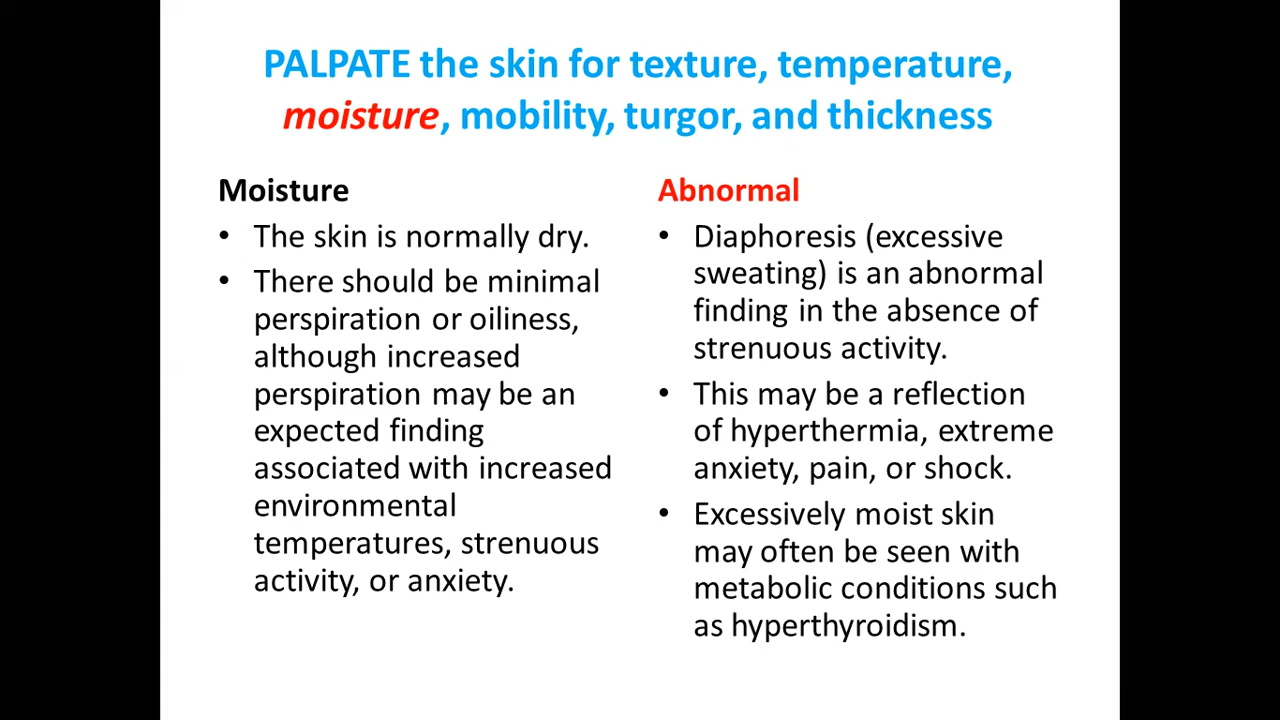 PALPATE the skin for texture, temperature,
moisture, mobility, turgor, and thickness
Moisture
• The skin is normally dry.
• There should be minimal
perspiration or oiliness,
although increased
perspiration may be an
expected finding
associated with increased
environmental
temperatures, strenuous
activity, or anxiety.
Abnormal
• Diaphoresis (excessive
sweating) is an abnormal
finding in the absence of
strenuous activity.
• This may be a reflection
of hyperthermia, extreme
anxiety, pain, or shock.
• Excessively moist skin
may often be seen with
metabolic conditions such
as hyperthyroidism.